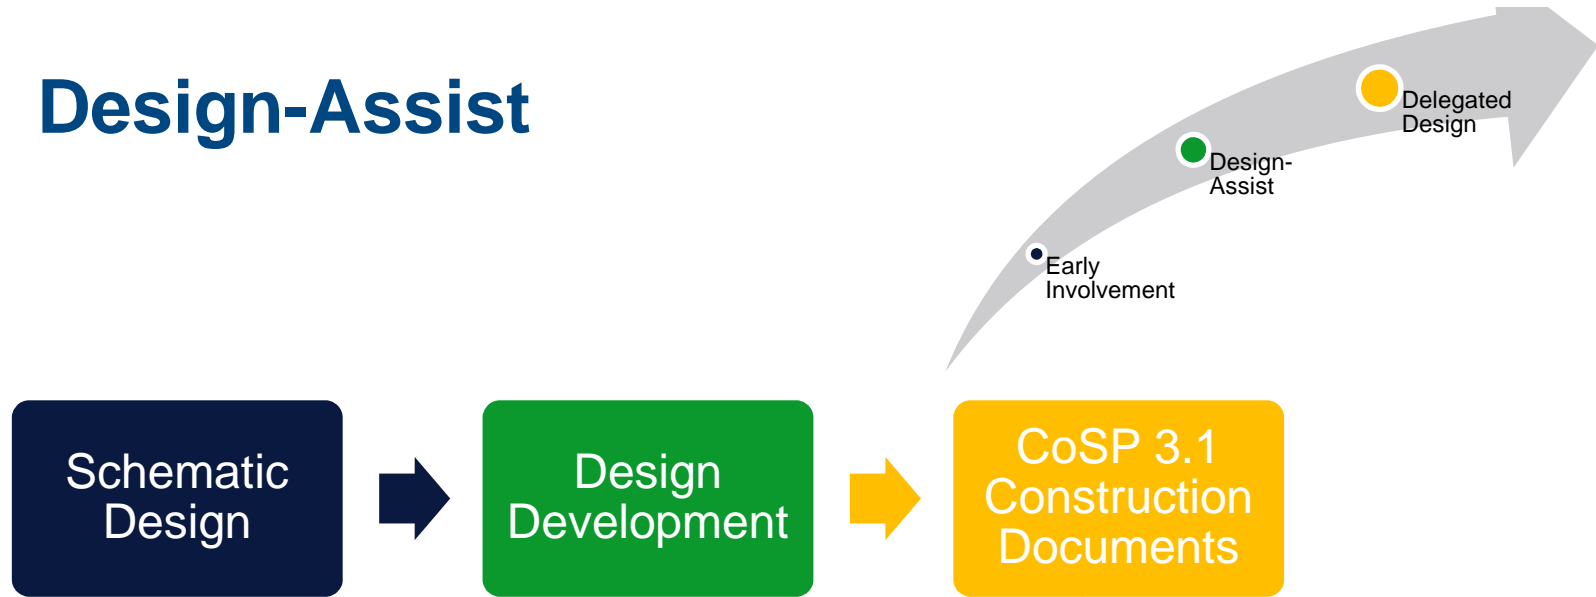 Design-Assist
Delegated
Design
Design-
Assist
Early
Involvement
Schematic
Design
Design
Development
CoSP 3.1
Construction
Documents